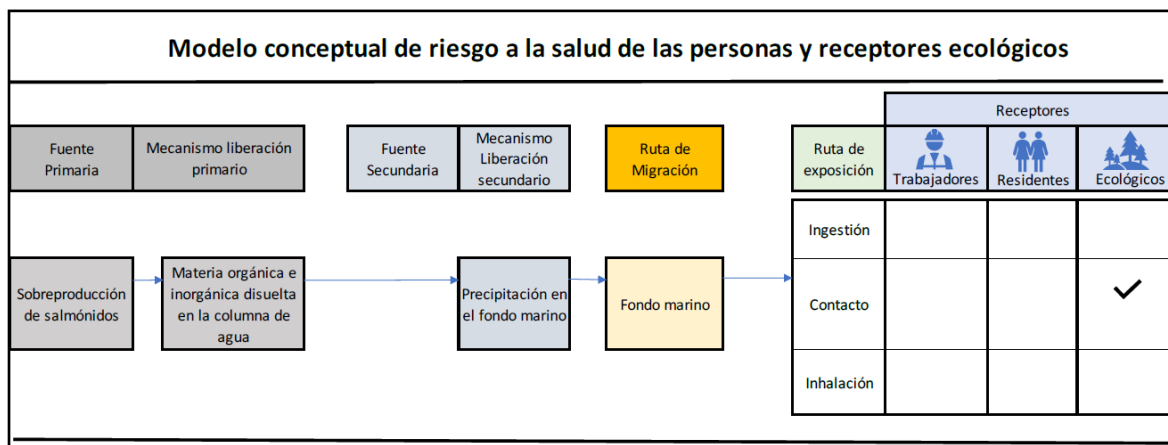 Modelo conceptual de riesgo a la salud de las personas y receptores ecológicos
Receptores
Fuente
Primaria
Mecanismo liberación
primario
Fuente
Secundaria
Mecanismo
Liberación
secundario
Ruta de
Migración
Ruta de
exposición
Trabajadores
Residentes
Ecológicos
Ingestión
Sobreproducción
de salmónidos
Materia orgánica e
inorgánica disuelta
en la columna de
agua
Precipitación en
el fondo marino
Fondo marino
Contacto
Inhalación